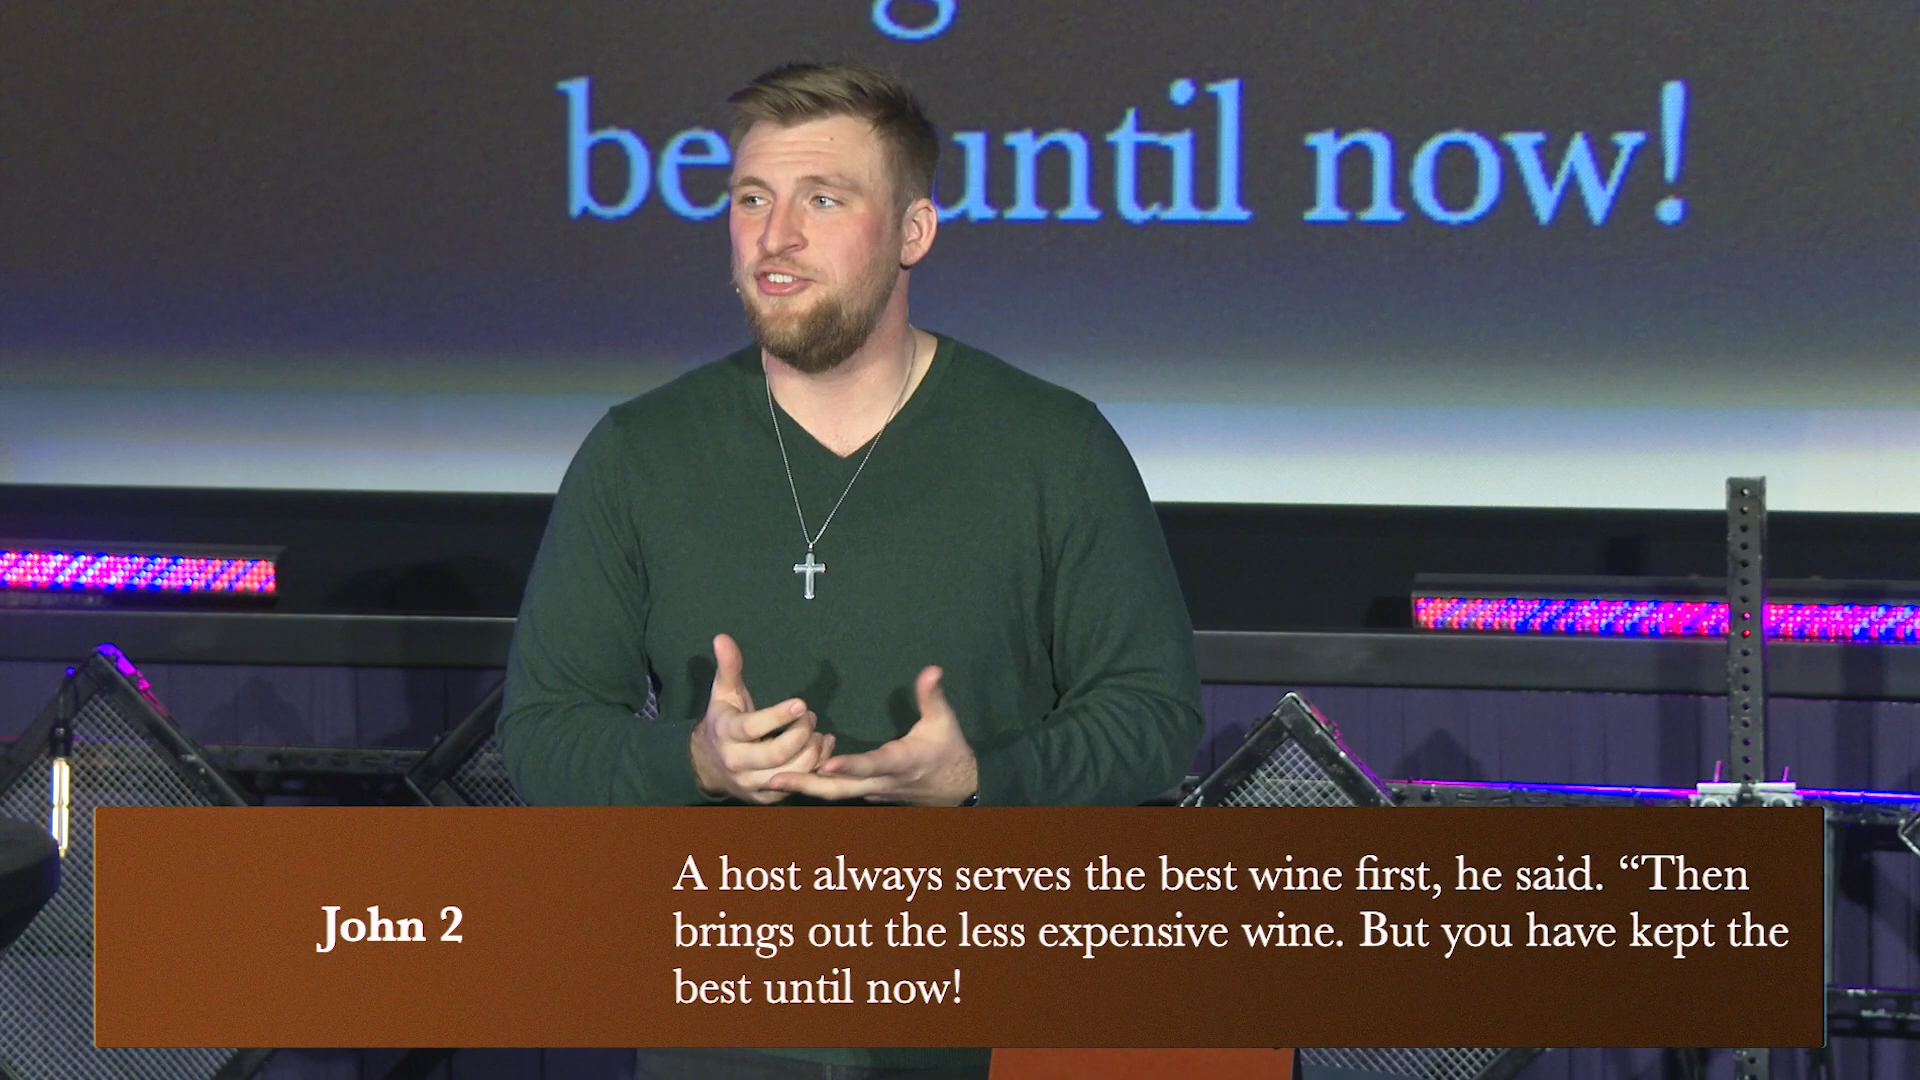 be until now!
John 2
A host always serves the best wine first, he said. “Then
brings out the less expensive wine. But you have kept the
best until now!